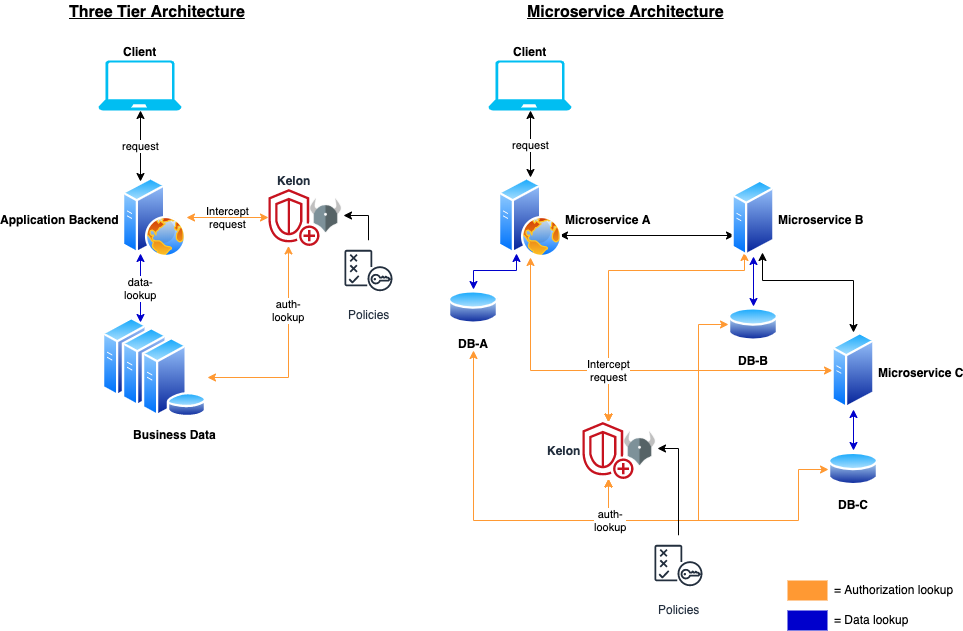 Three Tier Architecture
Client
request
Application Backend
Intercept
request
Kelon
Policies
data-
lookup
auth-
lookup
Business Data
Microservice Architecture
Client
request
Microservice A
Microservice B
DB-A
DB-B
Intercept
request
Microservice C
Kelon
DB-C
auth-
lookup
Policies
= Authorization lookup
= Data lookup